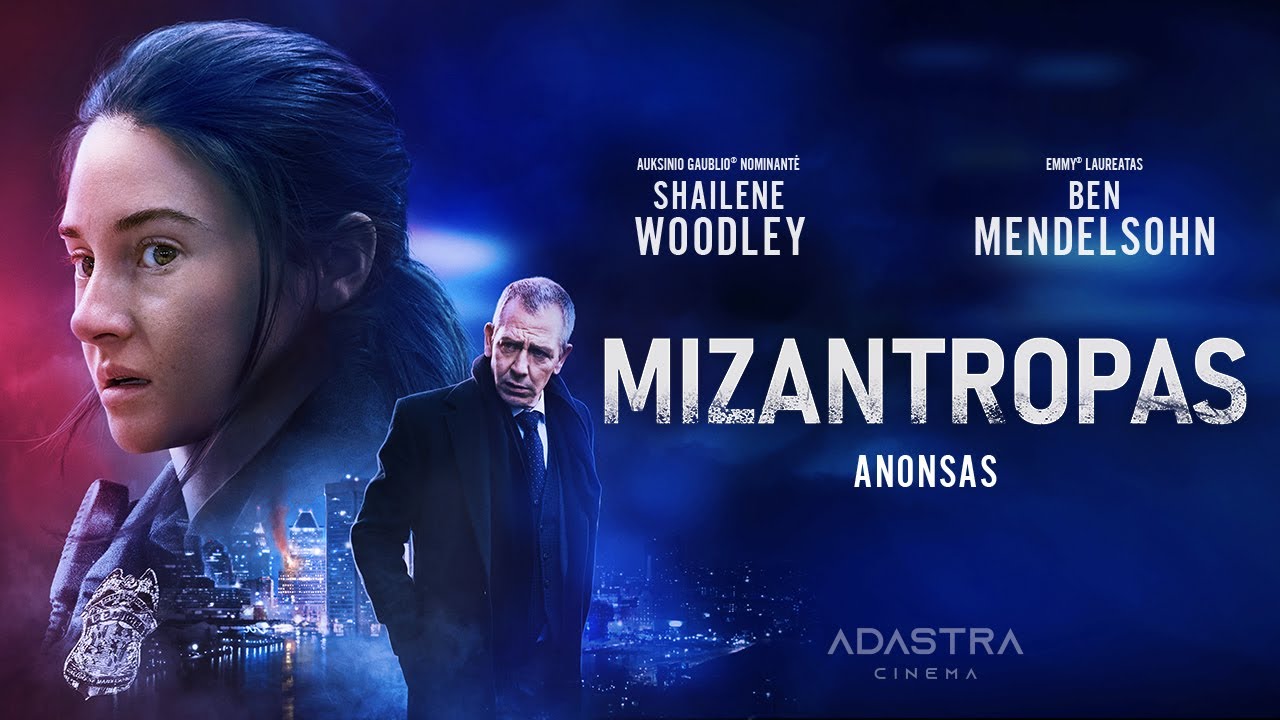 AUKSINIO GAUBLIO® NOMINANTĖ
SHAILENE
WOODLEY
EMMY® LAUREATAS
BEN
MENDELSOHN
MIZANTROPAS
ANONSAS
ADASTRA
CINEMA